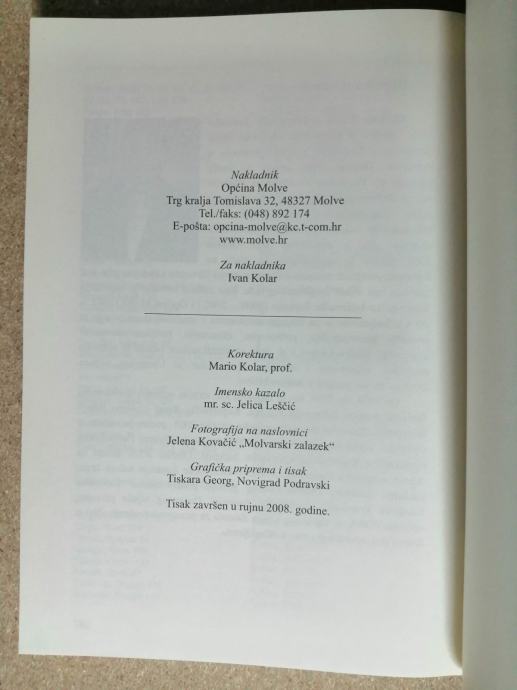 Nakladnik
Općina Molve
Trg kralja Tomislava 32, 48327 Molve
Tel./faks: (048) 892 174
E-pošta: opcina-molve@kc.t-com.hr
www.molve.hr
Za nakladnika
Ivan Kolar
Korektura
Mario Kolar, prof.
Imensko kazalo
mr. sc. Jelica Leščić
Fotografija na naslovnici
Jelena Kovačić „Molvarski zalazek“
Grafička priprema i tisak
Tiskara Georg, Novigrad Podravski
Tisak završen u rujnu 2008. godine.